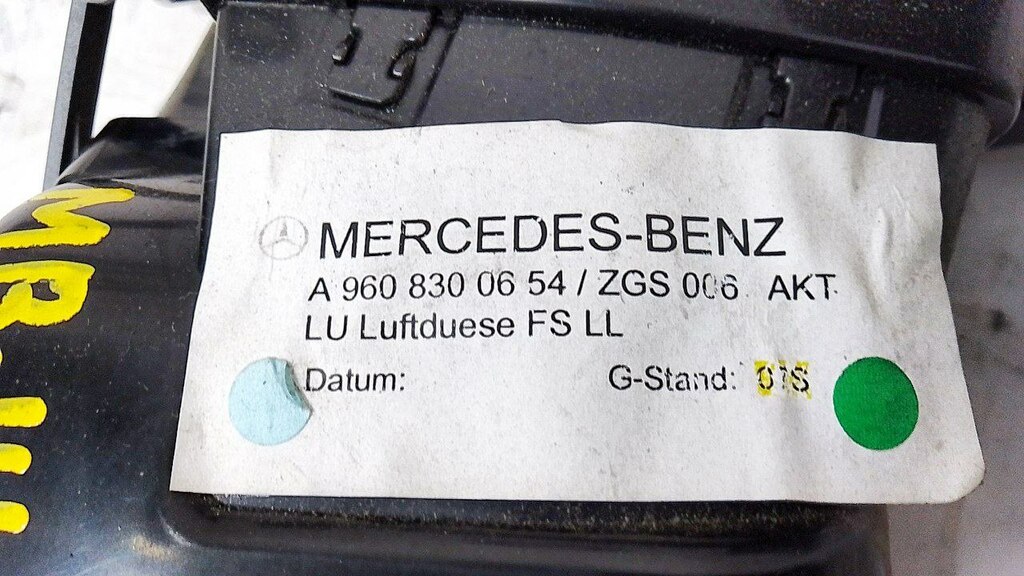 MERCEDES-BENZ
A 960 830 06 54 / ZGS 006 AKT
LU Luftduese FS LL
Datum: G-Stand: